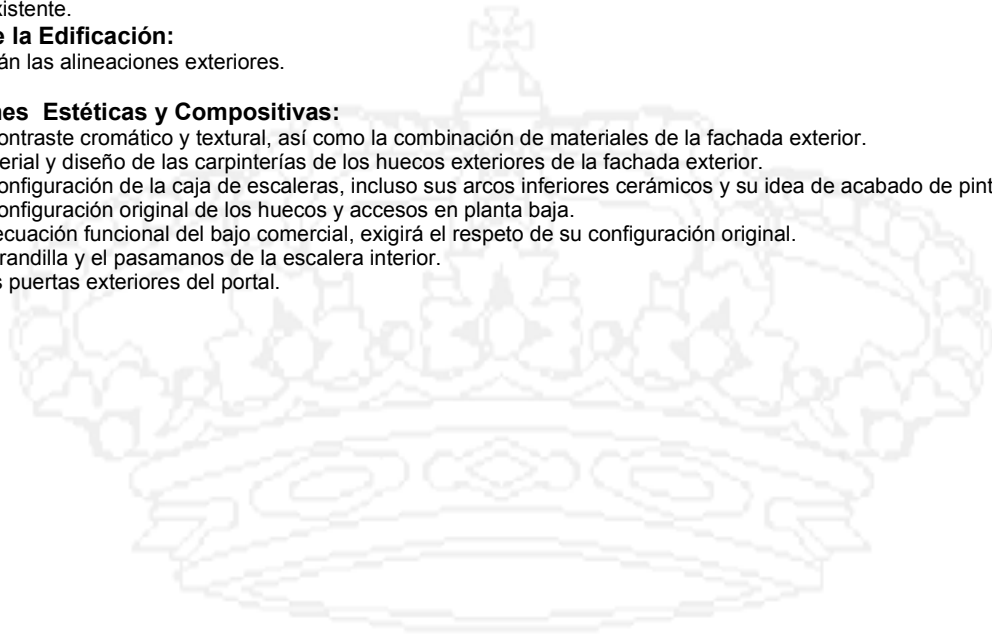 xistente.
e la Edificación:
án las alineaciones exteriores.
nes Estéticas y Compositivas:
ontraste cromático y textural, así como la combinación de materiales de la fachada exterior.
erial y diseño de las carpinterías de los huecos exteriores de la fachada exterior.
onfiguración de la caja de escaleras, incluso sus arcos inferiores cerámicos y su idea de acabado de pint
onfiguración original de los huecos y accesos en planta baja.
ecuación funcional del bajo comercial, exigirá el respeto de su configuración original.
randilla y el pasamanos de la escalera interior.
s puertas exteriores del portal.